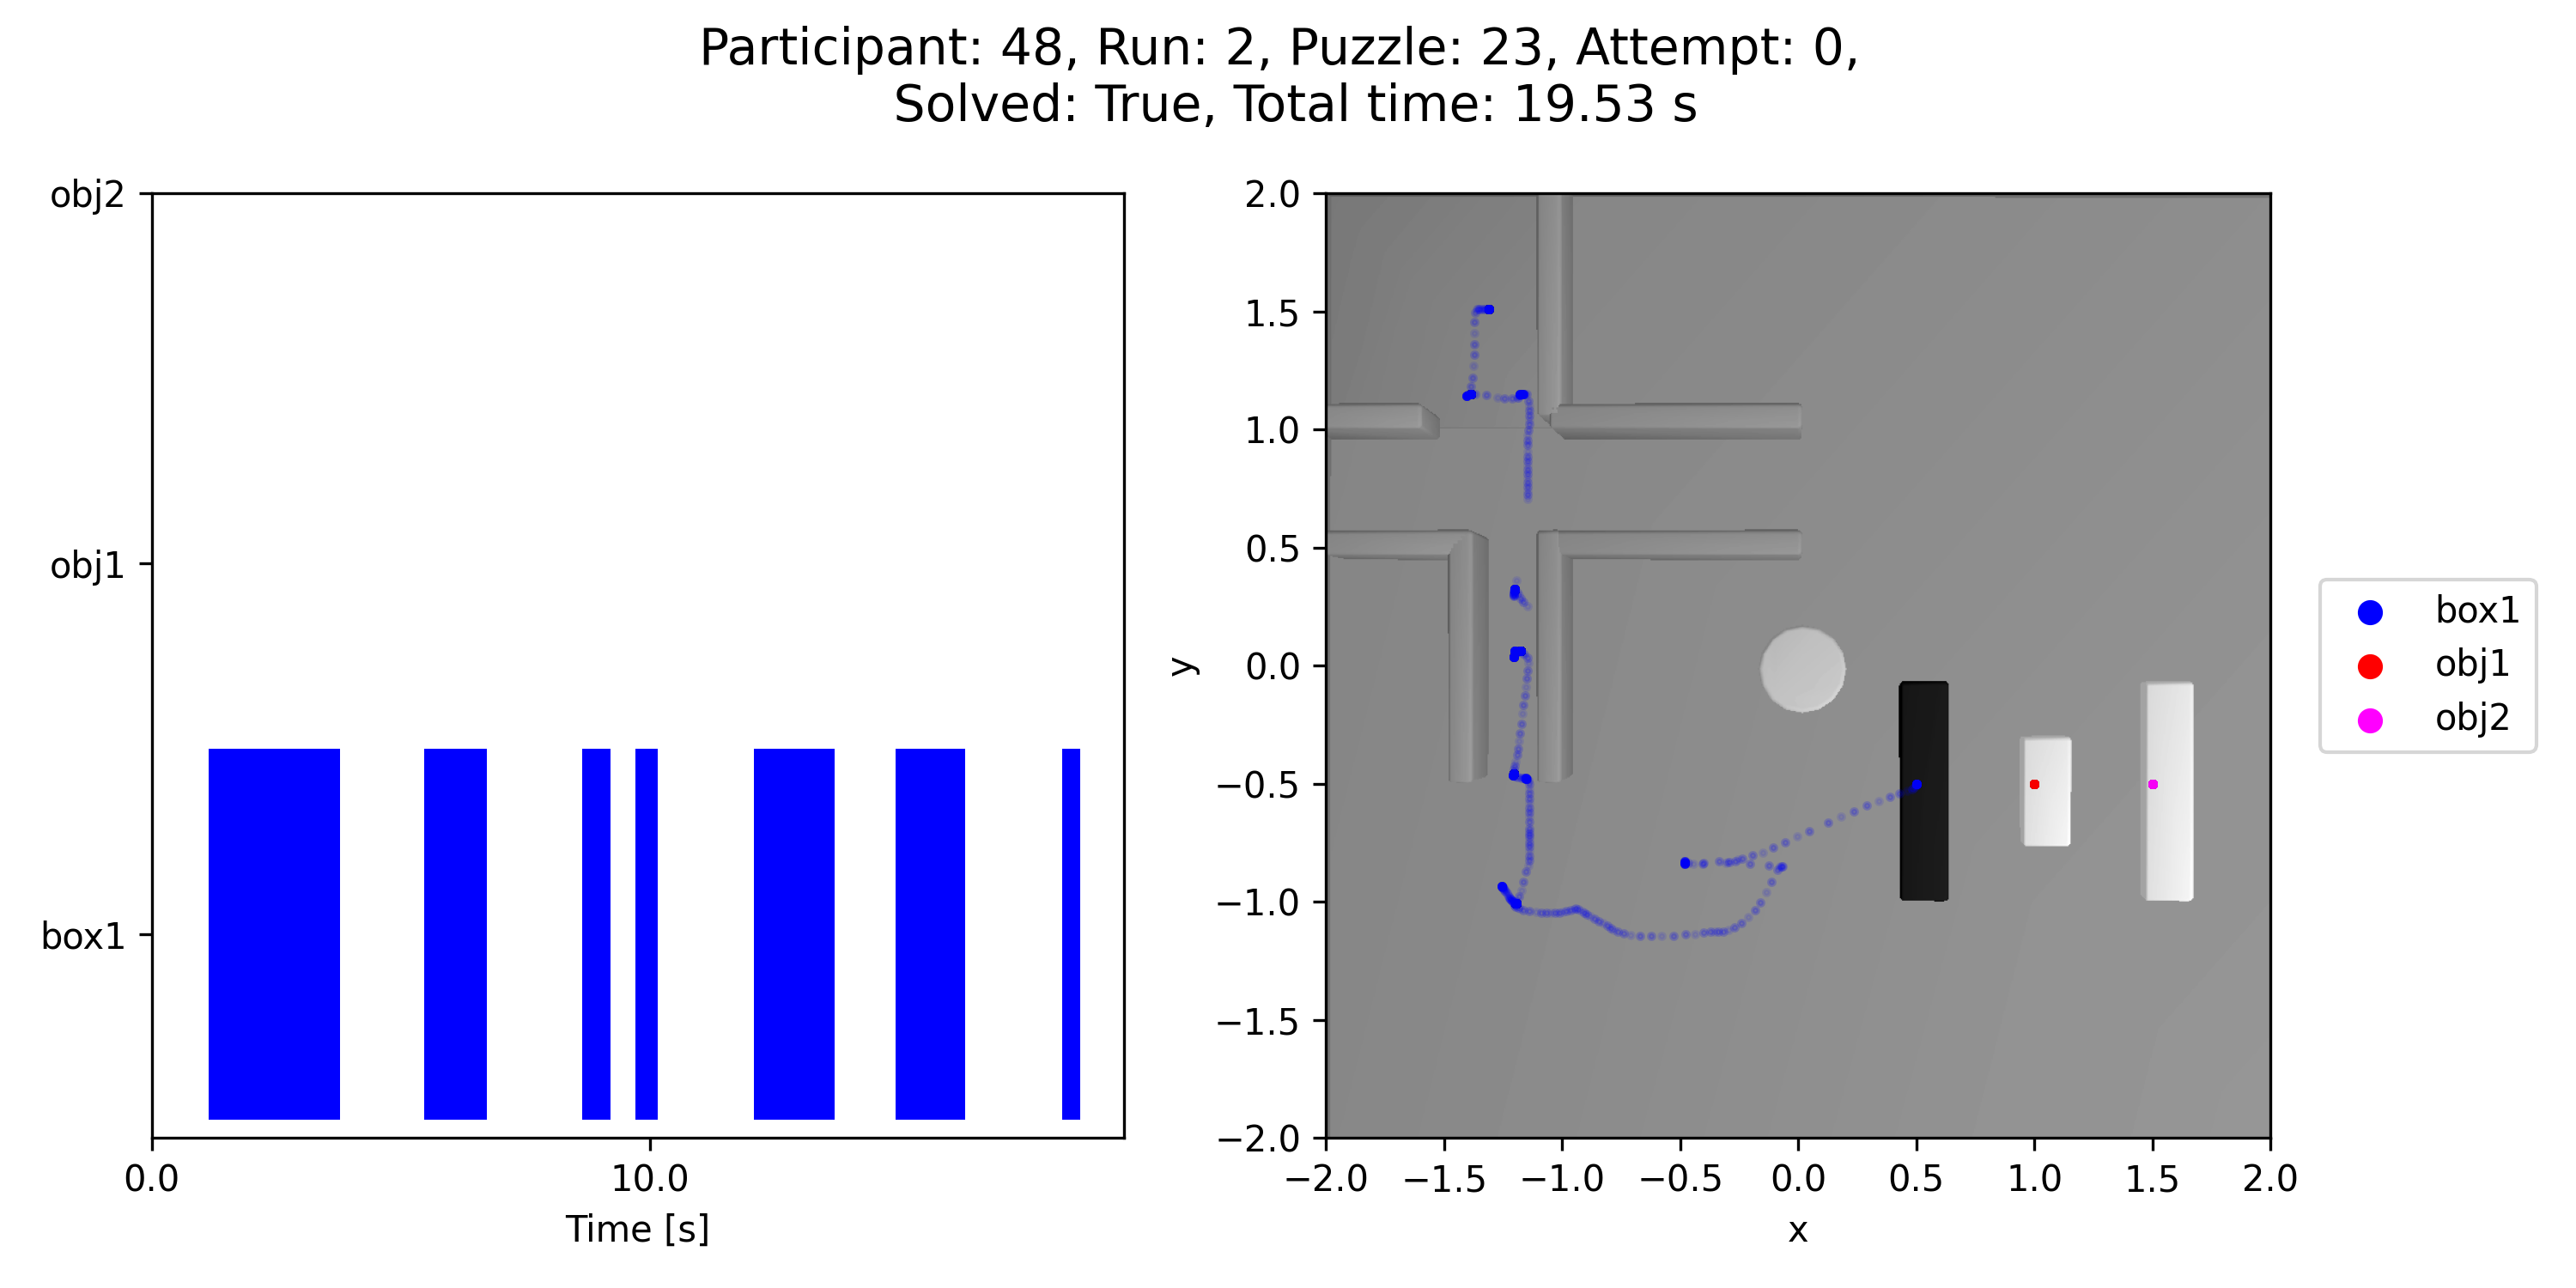 Participant: 48, Run: 2, Puzzle: 23, Attempt: 0,
Solved: True, Total time: 19.53 s
obj2
obj1
box1
0.0
10.0
Time [s]
2.0
1.5
1.0
0.5
0.0
−0.5
−1.0
−1.5
−2.0
y
−2.0
−1.5
−1.0
−0.5
0.0
0.5
1.0
1.5
2.0
x
box1
obj1
obj2